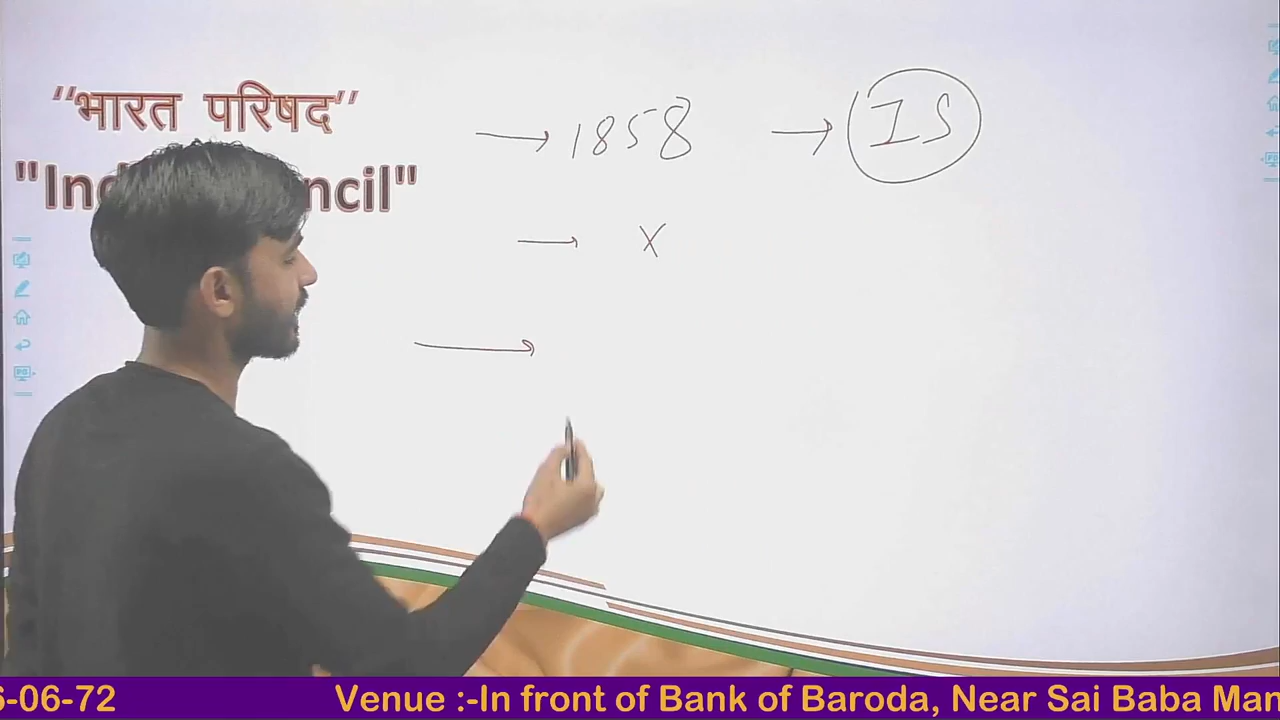 “भारत परिषद”
→ 1858 → IS
"Ind ncil"
→ X
→
6-06-72 Venue :-In front of Bank of Baroda, Near Sai Baba Man